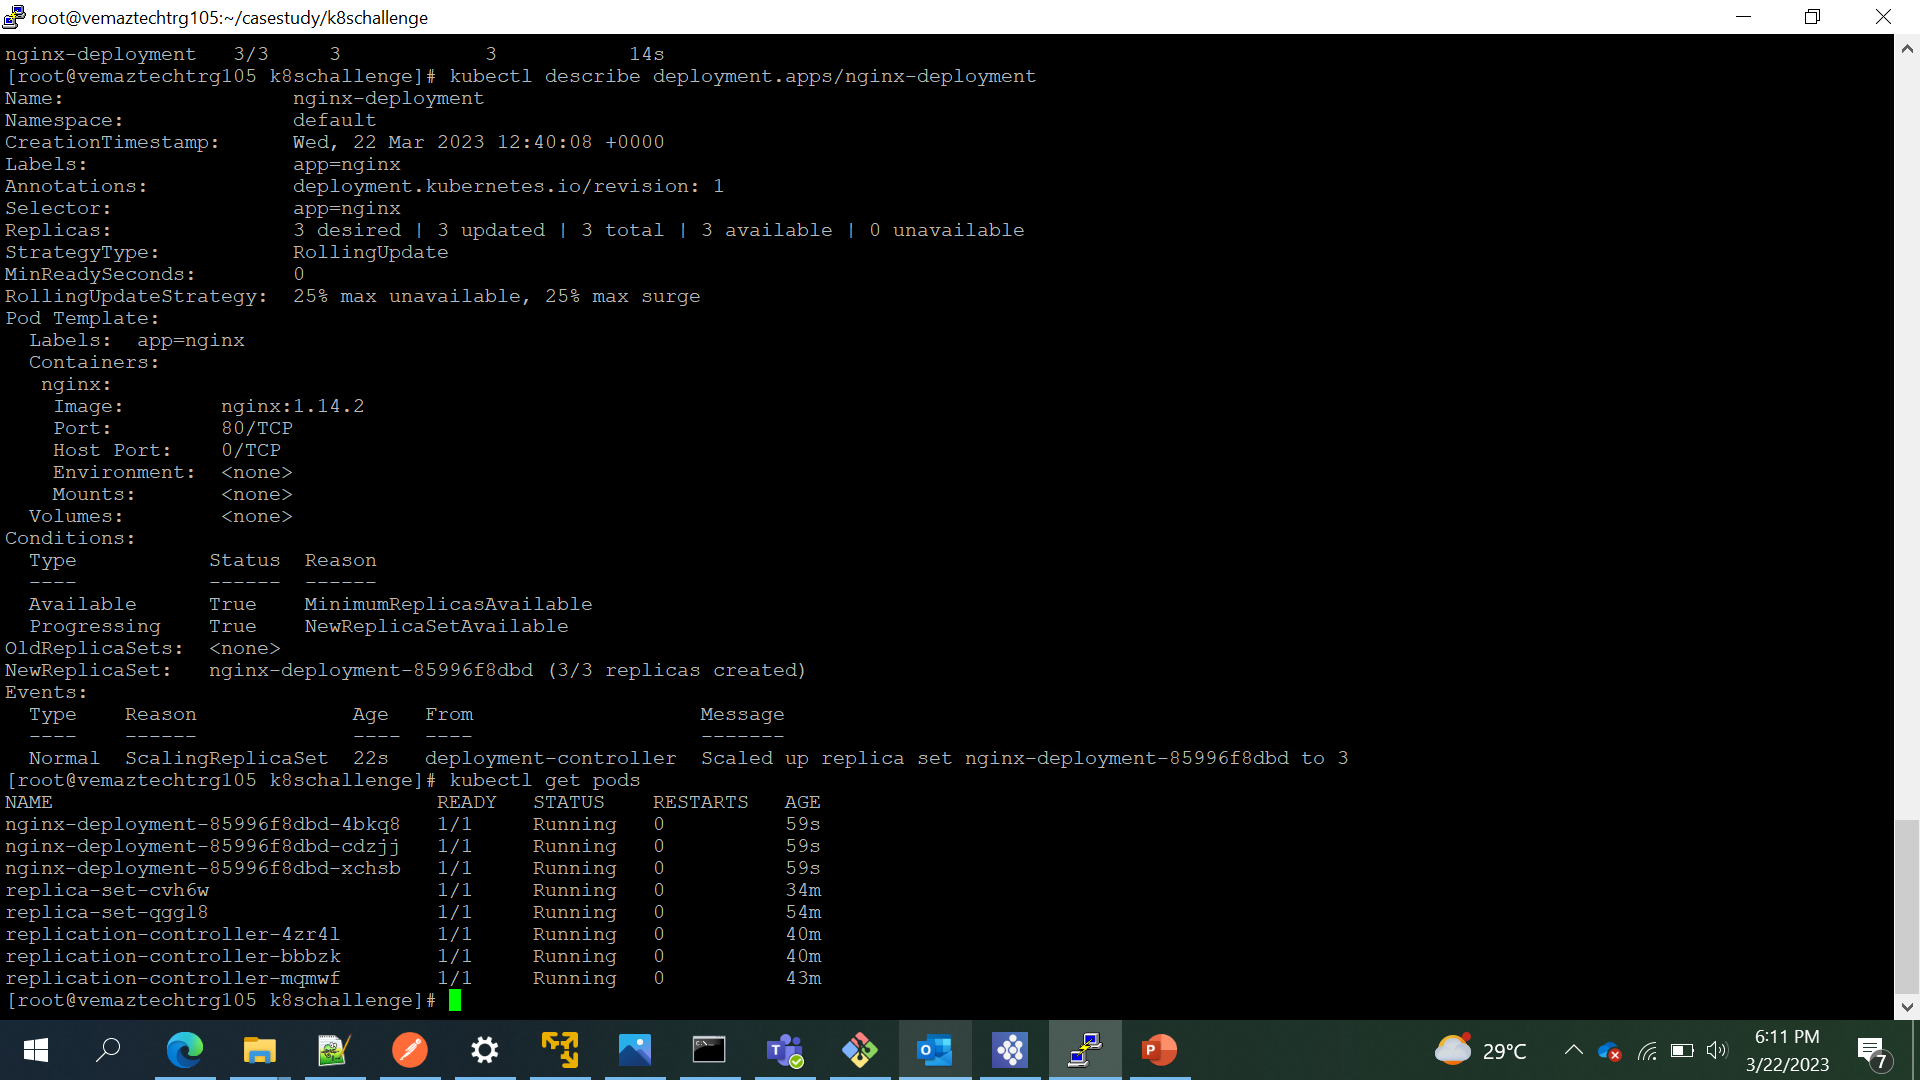 root@vemaztechtrg105:~/casestudy/k8schallenge
nginx-deployment   3/3     3            3           14s
[root@vemaztechtrg105 k8schallenge]# kubectl describe deployment.apps/nginx-deployment
Name:                   nginx-deployment
Namespace:              default
CreationTimestamp:      Wed, 22 Mar 2023 12:40:08 +0000
Labels:                 app=nginx
Annotations:            deployment.kubernetes.io/revision: 1
Selector:               app=nginx
Replicas:               3 desired | 3 updated | 3 total | 3 available | 0 unavailable
StrategyType:           RollingUpdate
MinReadySeconds:        0
RollingUpdateStrategy:  25% max unavailable, 25% max surge
Pod Template:
  Labels:  app=nginx
  Containers:
   nginx:
    Image:        nginx:1.14.2
    Port:         80/TCP
    Host Port:    0/TCP
    Environment:  <none>
    Mounts:       <none>
  Volumes:        <none>
Conditions:
  Type           Status  Reason
  ----           ------  ------
  Available      True    MinimumReplicasAvailable
  Progressing    True    NewReplicaSetAvailable
OldReplicaSets:  <none>
NewReplicaSet:   nginx-deployment-85996f8dbd (3/3 replicas created)
Events:
  Type    Reason             Age   From                   Message
  ----    ------             ----  ----                   -------
  Normal  ScalingReplicaSet  22s   deployment-controller  Scaled up replica set nginx-deployment-85996f8dbd to 3
[root@vemaztechtrg105 k8schallenge]# kubectl get pods
NAME                                READY   STATUS    RESTARTS   AGE
nginx-deployment-85996f8dbd-4bkq8   1/1     Running   0          59s
nginx-deployment-85996f8dbd-cdzjj   1/1     Running   0          59s
nginx-deployment-85996f8dbd-xchsb   1/1     Running   0          59s
replica-set-cvh6w                   1/1     Running   0          34m
replica-set-qggl8                   1/1     Running   0          54m
replication-controller-4zr4l        1/1     Running   0          40m
replication-controller-bbbzk        1/1     Running   0          40m
replication-controller-mqmwf        1/1     Running   0          43m
[root@vemaztechtrg105 k8schallenge]#
29°C
6:11 PM
3/22/2023
7